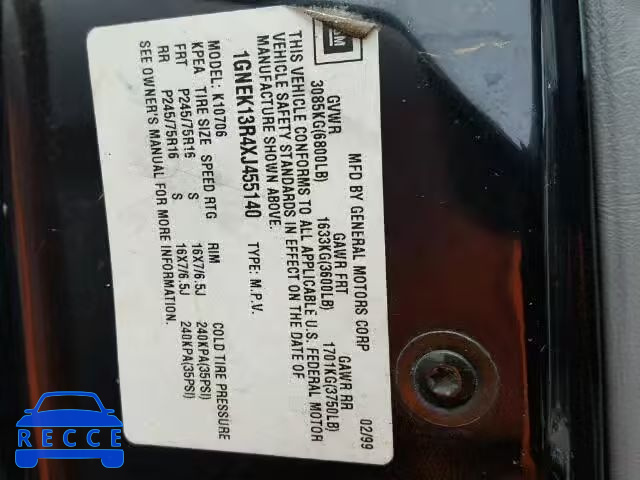 GM
MFD BY GENERAL MOTORS CORP 02/99
GVWR GAWR FRT GAWR RR
3085KG(6800LB) 1633KG(3600LB) 1701KG(3750LB)
THIS VEHICLE CONFORMS TO ALL APPLICABLE U.S. FEDERAL MOTOR
VEHICLE SAFETY STANDARDS IN EFFECT ON THE DATE OF
MANUFACTURE SHOWN ABOVE.
1GNEK13R4XJ455140 TYPE: M.P.V.
MODEL: K10706
KPEA TIRE SIZE SPEED RTG RIM COLD TIRE PRESSURE
FRT P245/75R16 S 16X7/6.5J 240KPA(35PSI)
RR P245/75R16 S 16X7/6.5J 240KPA(35PSI)
SEE OWNER'S MANUAL FOR MORE INFORMATION.
RECCE